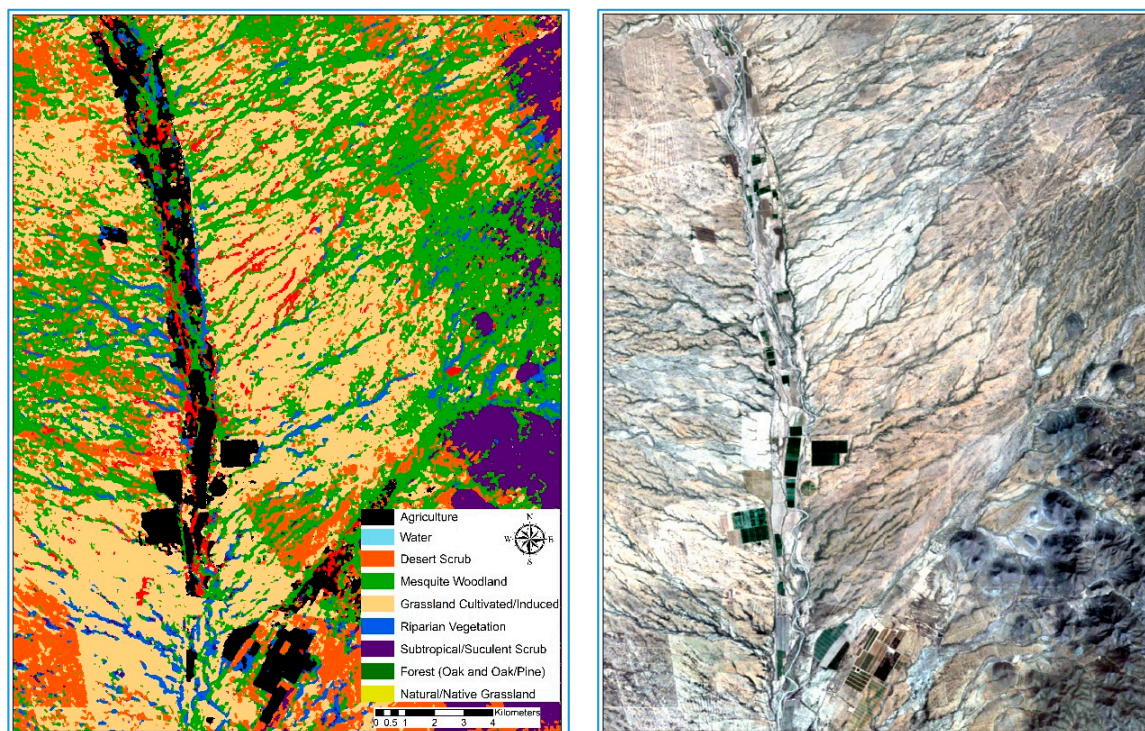 Agriculture
Water
Desert Scrub
Mesquite Woodland
Grassland Cultivated/Induced
Riparian Vegetation
Subtropical/Suculent Scrub
Forest (Oak and Oak/Pine)
Natural/Native Grassland
N
W E
S
Kilometers
0 0.5 1 2 3 4